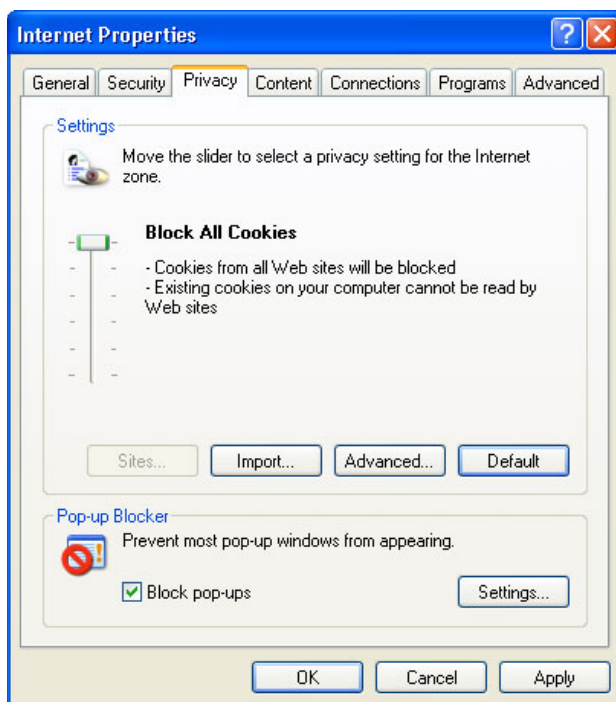 Internet Properties
General Security Privacy Content Connections Programs Advanced
Settings
Move the slider to select a privacy setting for the Internet
zone.
Block All Cookies
- Cookies from all Web sites will be blocked
- Existing cookies on your computer cannot be read by
Web sites
Sites... Import... Advanced... Default
Pop-up Blocker
Prevent most pop-up windows from appearing.
Block pop-ups Settings...
OK Cancel Apply